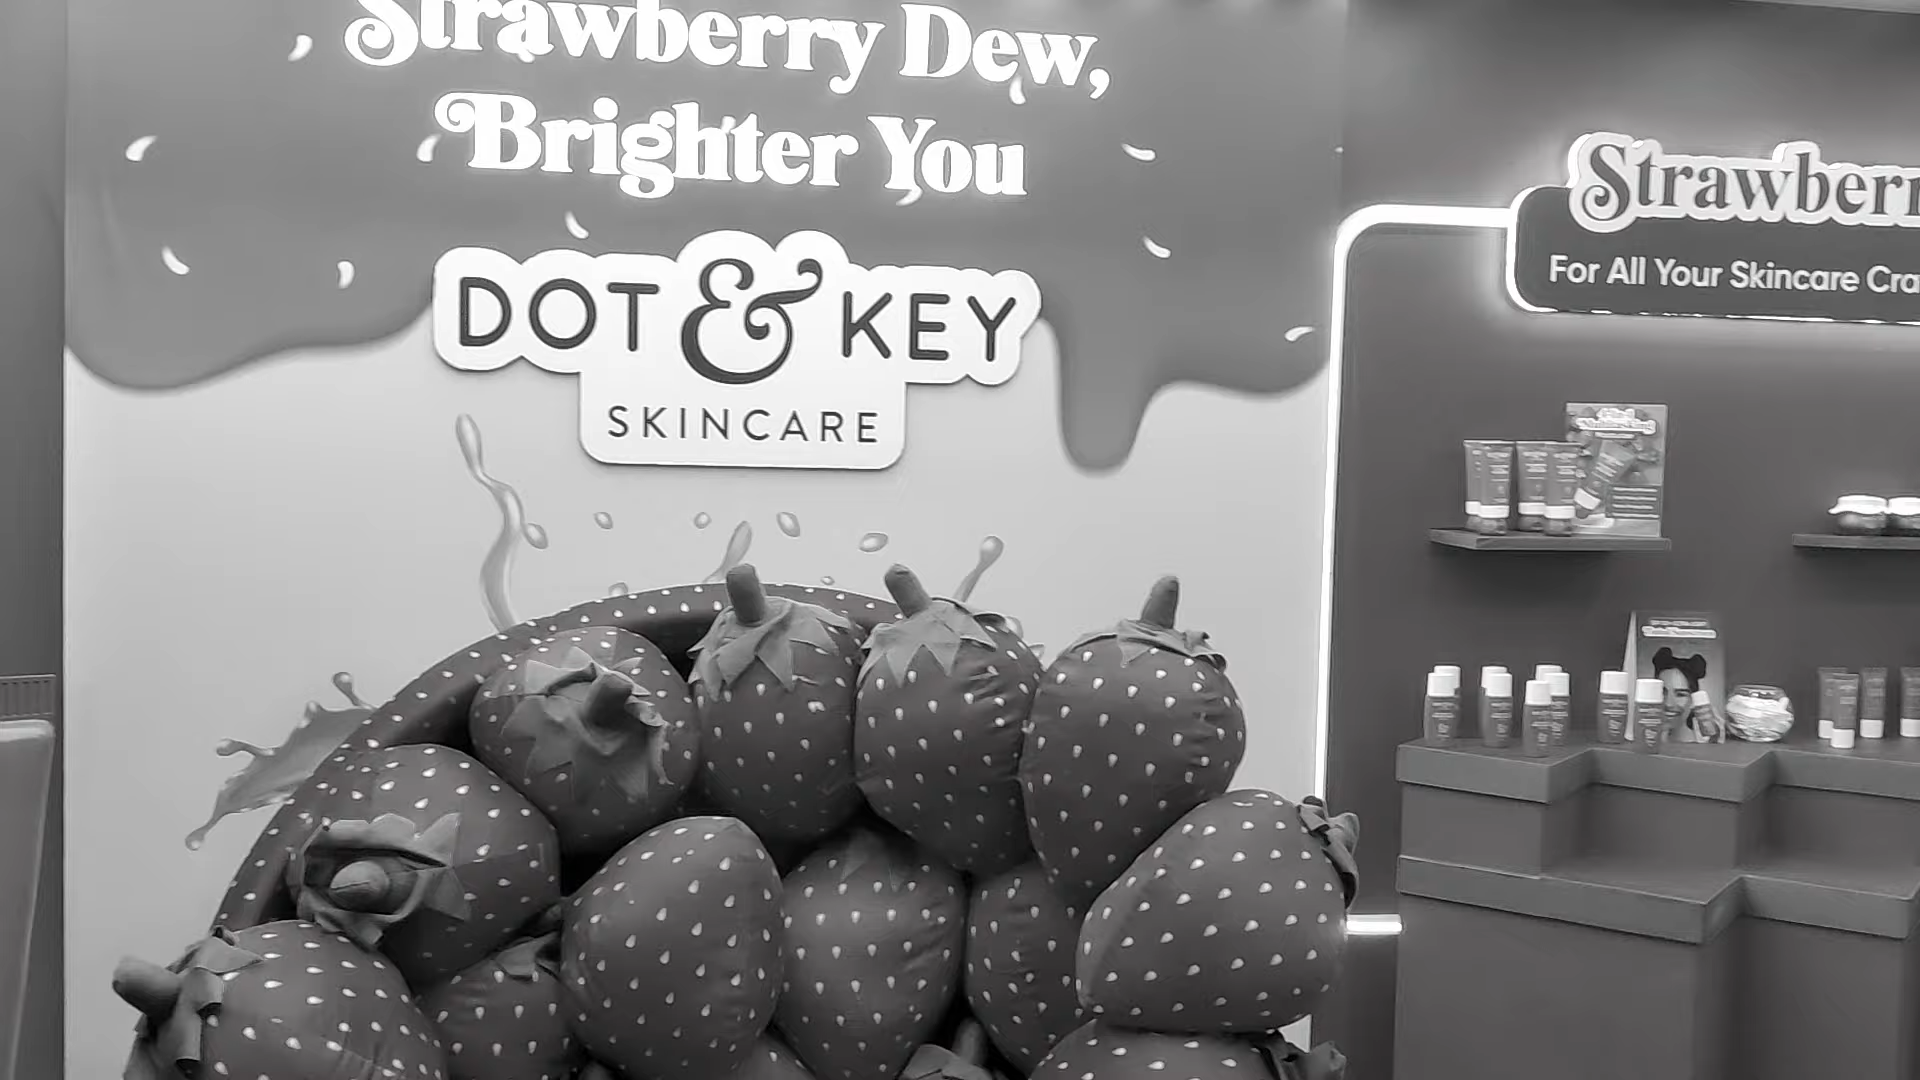 Strawberry Dew,
Brighter You
DOT & KEY
SKINCARE
Strawberr
For All Your Skincare Cra